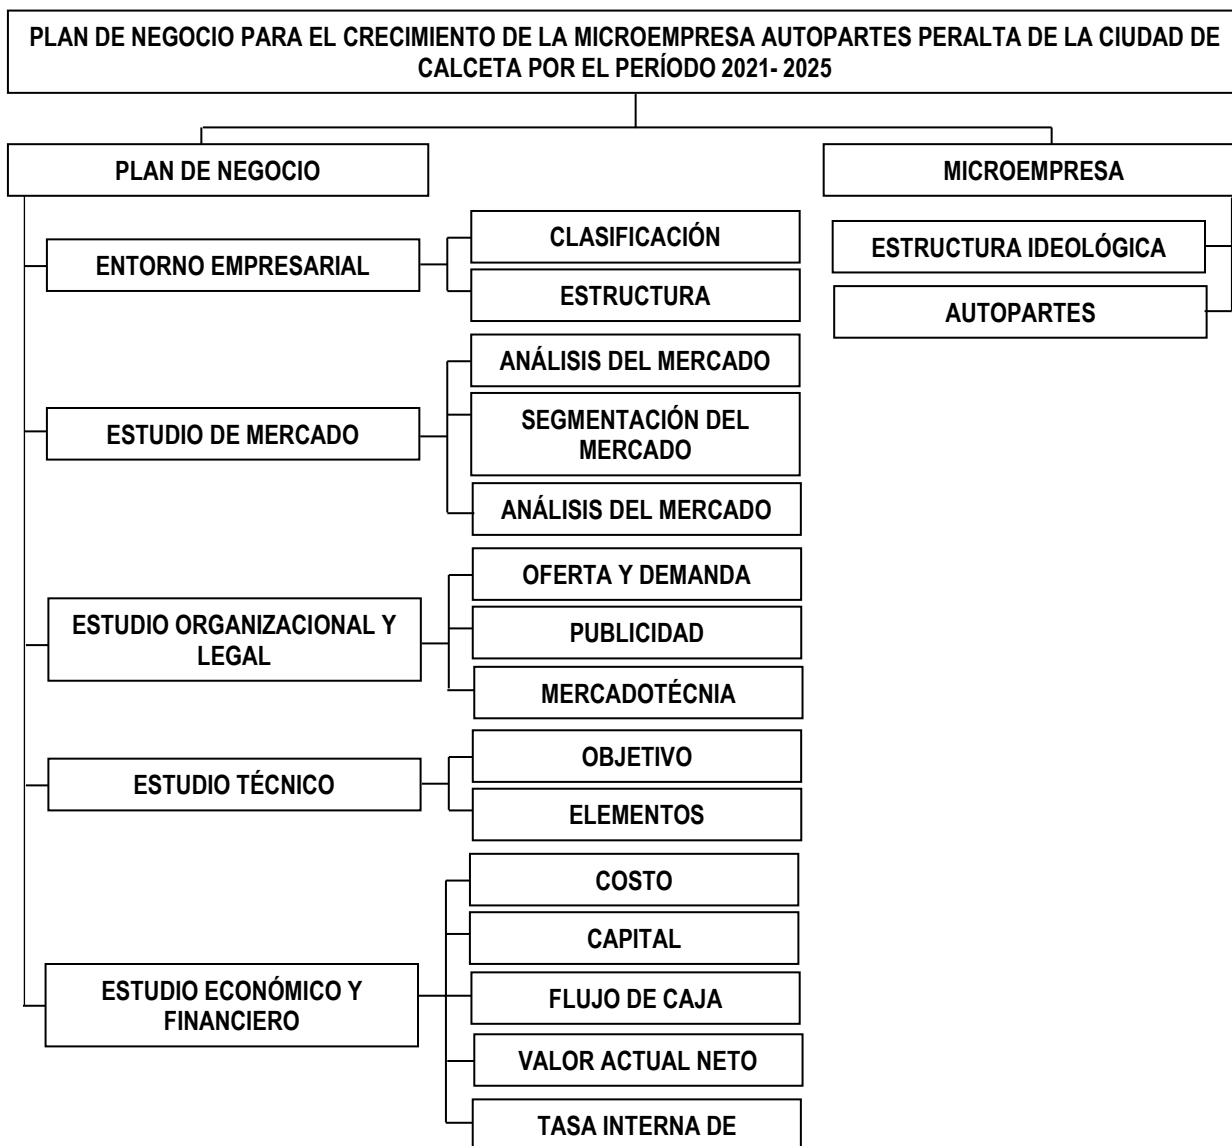 PLAN DE NEGOCIO PARA EL CRECIMIENTO DE LA MICROEMPRESA AUTOPARTES PERALTA DE LA CIUDAD DE
CALCETA POR EL PERÍODO 2021- 2025
PLAN DE NEGOCIO
MICROEMPRESA
ENTORNO EMPRESARIAL
CLASIFICACIÓN
ESTRUCTURA
ESTRUCTURA IDEOLÓGICA
AUTOPARTES
ESTUDIO DE MERCADO
ANÁLISIS DEL MERCADO
SEGMENTACIÓN DEL
MERCADO
ANÁLISIS DEL MERCADO
ESTUDIO ORGANIZACIONAL Y
LEGAL
OFERTA Y DEMANDA
PUBLICIDAD
MERCADOTÉCNIA
ESTUDIO TÉCNICO
OBJETIVO
ELEMENTOS
ESTUDIO ECONÓMICO Y
FINANCIERO
COSTO
CAPITAL
FLUJO DE CAJA
VALOR ACTUAL NETO
TASA INTERNA DE